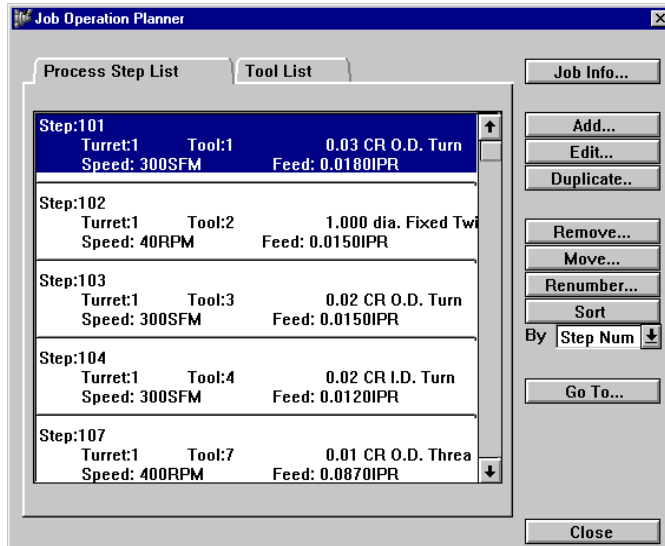 Job Operation Planner
Process Step List
Tool List
Step:101
Turret:1 Tool:1 0.03 CR O.D. Turn
Speed: 300SFM Feed: 0.0180IPR
Step:102
Turret:1 Tool:2 1.000 dia. Fixed Twi
Speed: 40RPM Feed: 0.0150IPR
Step:103
Turret:1 Tool:3 0.02 CR O.D. Turn
Speed: 300SFM Feed: 0.0150IPR
Step:104
Turret:1 Tool:4 0.02 CR I.D. Turn
Speed: 300SFM Feed: 0.0120IPR
Step:107
Turret:1 Tool:7 0.01 CR O.D. Threa
Speed: 400RPM Feed: 0.0870IPR
Job Info...
Add...
Edit...
Duplicate..
Remove...
Move...
Renumber...
Sort
By Step Num
Go To...
Close